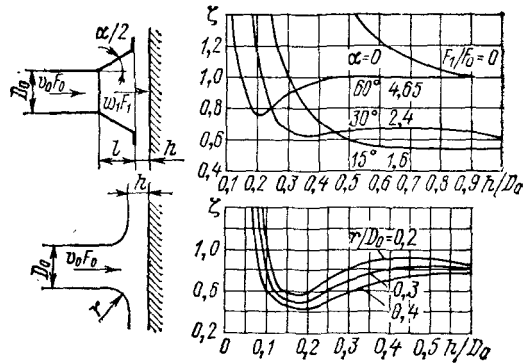 α/2
D₀
v₀F₀
w₁F₁
l
h
ζ
1,2
1,0
0,8
0,6
0,4
α=0 F₁/F₀=0
60° 4,65
30° 2,4
15° 1,6
0,1 0,2 0,3 0,4 0,5 0,6 0,7 0,8 0,9 h/D₀
h
D₀
v₀F₀
r
ζ
1,0
0,6
0,2
r/D₀=0,2
0,3
0,4
0 0,1 0,2 0,3 0,4 0,5 h/D₀